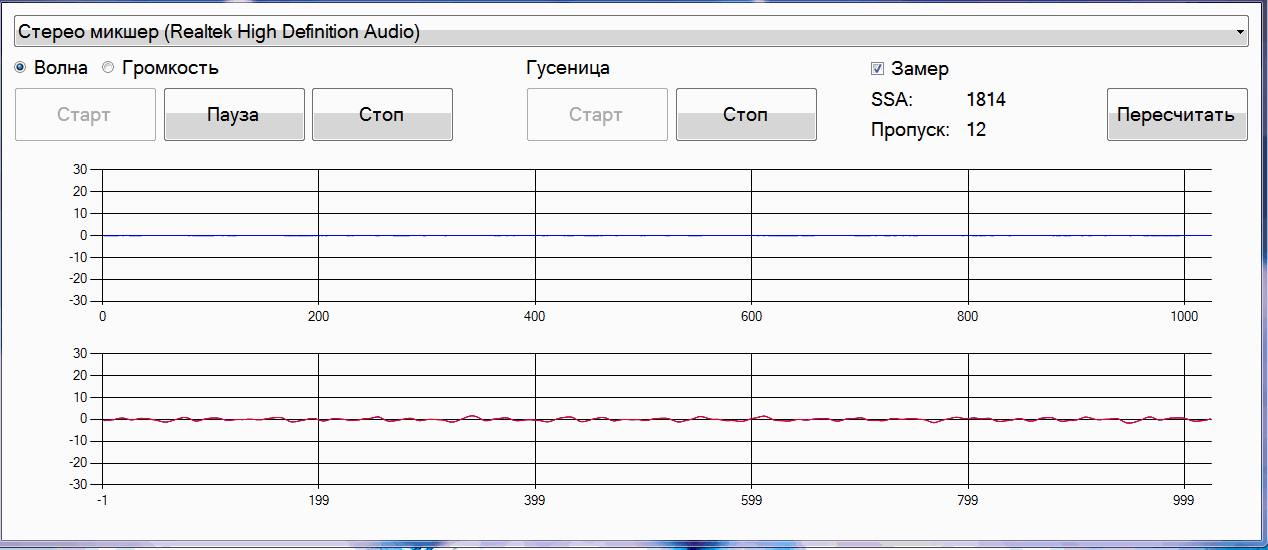 Стерео микшер (Realtek High Definition Audio)
Волна Громкость Гусеница Замер
Старт Пауза Стоп Старт Стоп SSA: 1814 Пересчитать
Пропуск: 12
30
20
10
0
-10
-20
-30
0 200 400 600 800 1000
30
20
10
0
-10
-20
-30
-1 199 399 599 799 999